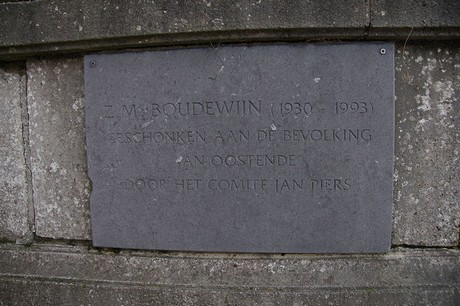 Z.M. BOUDEWIJN (1930 - 1993)
GESCHONKEN AAN DE BEVOLKING
VAN OOSTENDE
DOOR HET COMITE JAN PIERS